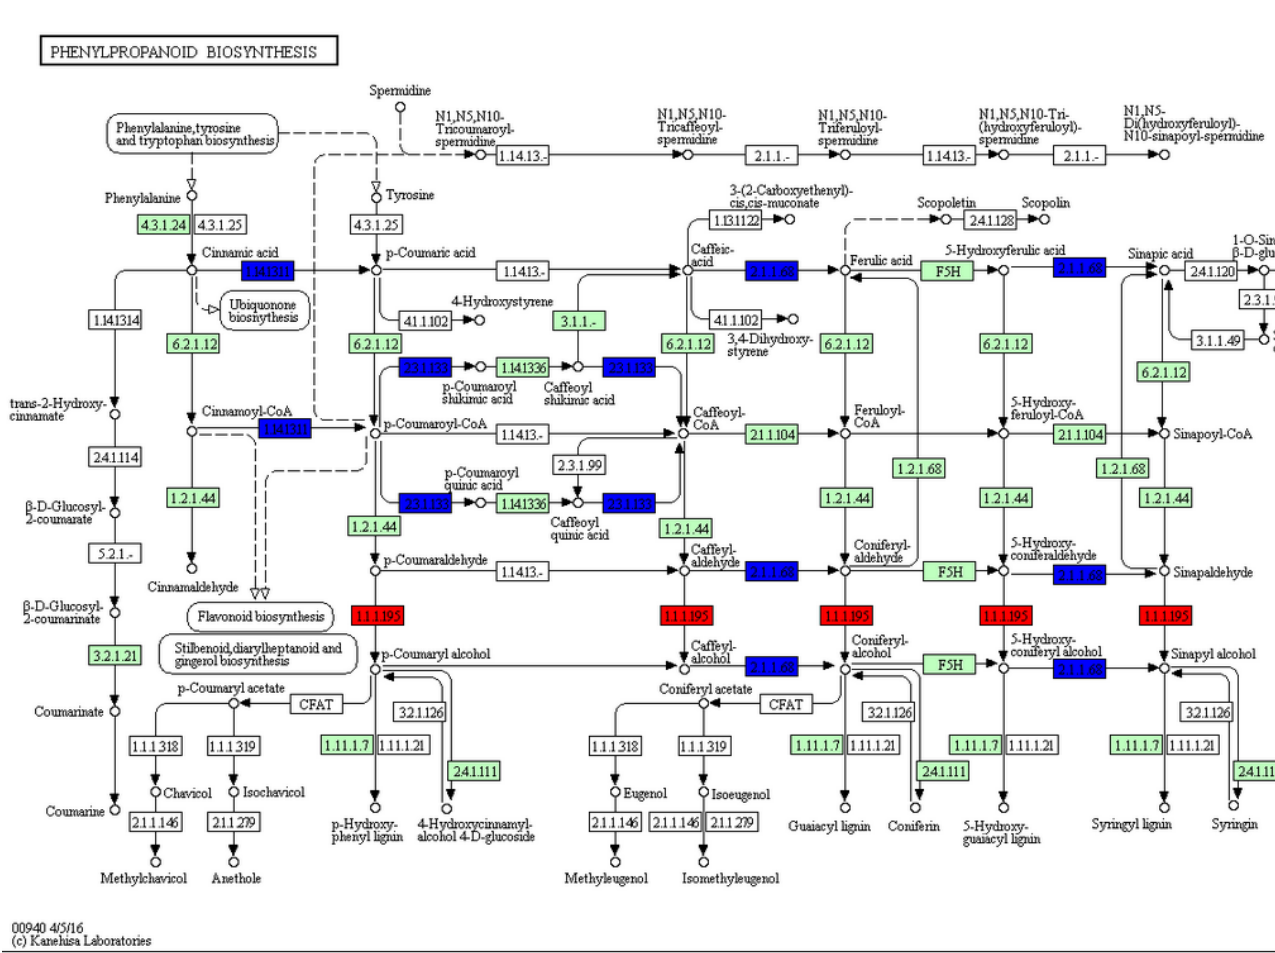 PHENYLPROPANOID BIOSYNTHESIS
Spermidine
Phenylalanine,tyrosine
and tryptophan biosynthesis
N1,N5,N10-
Tricoumaroyl-
spermidine
1.14.13.-
N1,N5,N10-
Tricaffeoyl-
spermidine
2.1.1.-
N1,N5,N10-
Triferuloyl-
spermidine
1.14.13.-
N1,N5,N10-Tri-
(hydroxyferuloyl)-
spermidine
2.1.1.-
N1,N5-
Di(hydroxyferuloyl)-
N10-sinapoyl-spermidine
Phenylalanine
Tyrosine
4.3.1.24
4.3.1.25
4.3.1.25
3-(2-Carboxyethenyl)-
cis,cis-muconate
1.13.1122
Scopoletin
2.4.1.128
Scopolin
Cinnamic acid
1.141311
p-Coumaric acid
1.14.13.-
Caffeic-
acid
2.1.1.68
Ferulic acid
F5H
5-Hydroxyferulic acid
2.1.1.68
Sinapic acid
2.4.1.120
1-O-Sin
β-D-glu
Ubiquonone
biosnythesis
1.141314
4-Hydroxystyrene
4.1.1.102
3.1.1.-
4.1.1.102
3,4-Dihydroxy-
styrene
2.3.1.
3.1.1.49
6.2.1.12
6.2.1.12
6.2.1.12
6.2.1.12
6.2.1.12
6.2.1.12
2.3.1.133
p-Coumaroyl
shikimic acid
1.141336
Caffeoyl
shikimic acid
2.3.1.133
trans-2-Hydroxy-
cinnamate
Cinnamoyl-CoA
1.141311
p-Coumaroyl-CoA
1.14.13.-
Caffeoyl-
CoA
2.1.1.104
Feruloyl-
CoA
5-Hydroxy-
feruloyl-CoA
2.1.1.104
Sinapoyl-CoA
2.4.1.114
2.3.1.99
1.2.1.68
1.2.1.68
β-D-Glucosyl-
2-coumarate
1.2.1.44
2.3.1.133
p-Coumaroyl
quinic acid
1.141336
Caffeoyl
quinic acid
2.3.1.133
1.2.1.44
1.2.1.44
1.2.1.44
1.2.1.44
1.2.1.44
5.2.1.-
Cinnamaldehyde
p-Coumaraldehyde
1.14.13.-
Caffeyl-
aldehyde
2.1.1.68
Coniferyl-
aldehyde
F5H
5-Hydroxy-
coniferaldehyde
2.1.1.68
Sinapaldehyde
β-D-Glucosyl-
2-coumarinate
Flavonoid biosynthesis
1.1.1.195
1.1.1.195
1.1.1.195
1.1.1.195
1.1.1.195
3.2.1.21
Stilbenoid,diarylheptanoid and
gingerol biosynthesis
p-Coumaryl alcohol
Caffeyl-
alcohol
2.1.1.68
Coniferyl-
alcohol
F5H
5-Hydroxy-
coniferyl alcohol
2.1.1.68
Sinapyl alcohol
Coumarinate
p-Coumaryl acetate
CFAT
3.2.1.126
Coniferyl acetate
CFAT
3.2.1.126
3.2.1.126
1.1.1.318
1.1.1.319
1.11.1.7
1.11.1.21
2.4.1.111
1.1.1.318
1.1.1.319
1.11.1.7
1.11.1.21
2.4.1.111
1.11.1.7
1.11.1.21
1.11.1.7
1.11.1.21
2.4.1.11
Coumarine
Chavicol
Isochavicol
2.1.1.146
2.1.1.279
p-Hydroxy-
phenyl lignin
4-Hydroxycinnamyl-
alcohol 4-D-glucoside
Eugenol
Isoeugenol
2.1.1.146
2.1.1.146
2.1.1.279
Guaiacyl lignin
Coniferin
5-Hydroxy-
guaiacyl lignin
Syringyl lignin
Syringin
Methylchavicol
Anethole
Methyleugenol
Isomethyleugenol
00940 4/5/16
(c) Kanehisa Laboratories